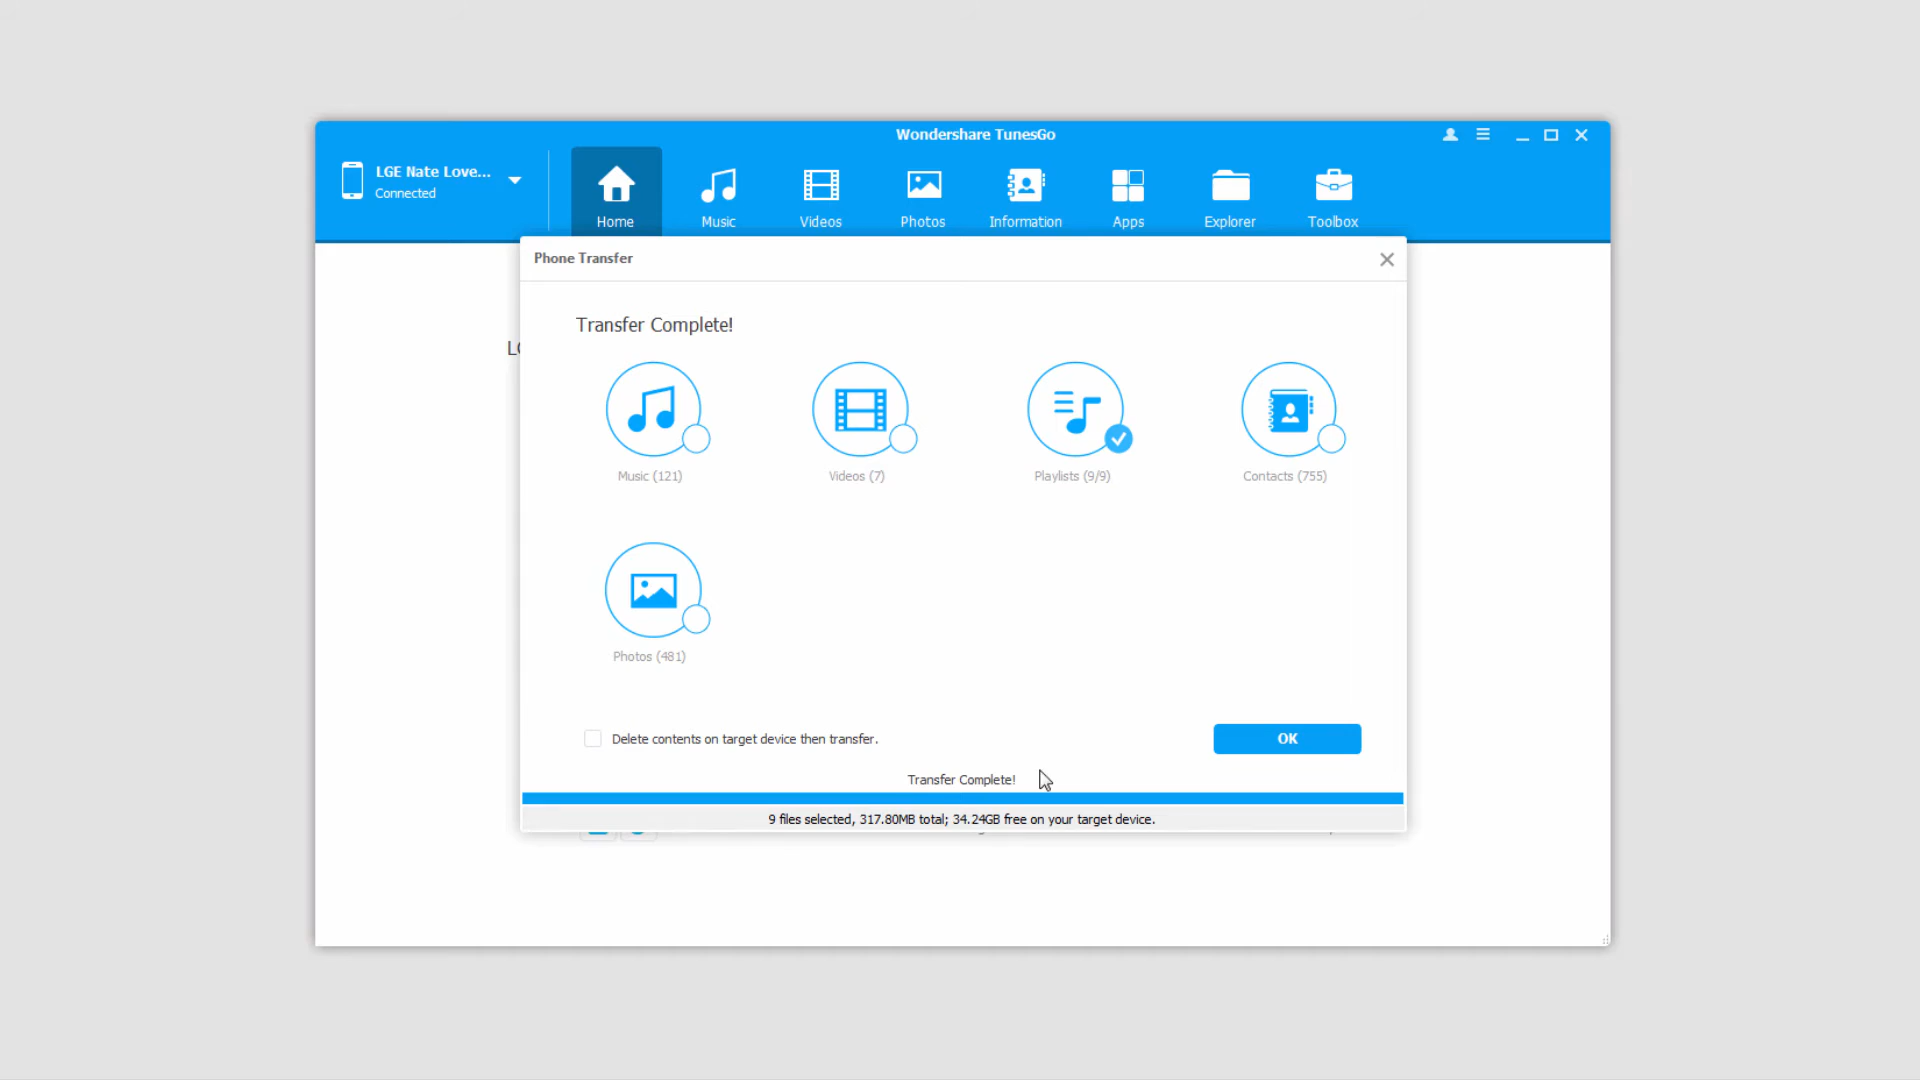 Wondershare TunesGo
LGE Nate Love...
Connected
Home
Music
Videos
Photos
Information
Apps
Explorer
Toolbox
Phone Transfer
Transfer Complete!
Music (121)
Videos (7)
Playlists (9/9)
Contacts (755)
Photos (481)
Delete contents on target device then transfer.
OK
Transfer Complete!
9 files selected, 317.80MB total; 34.24GB free on your target device.